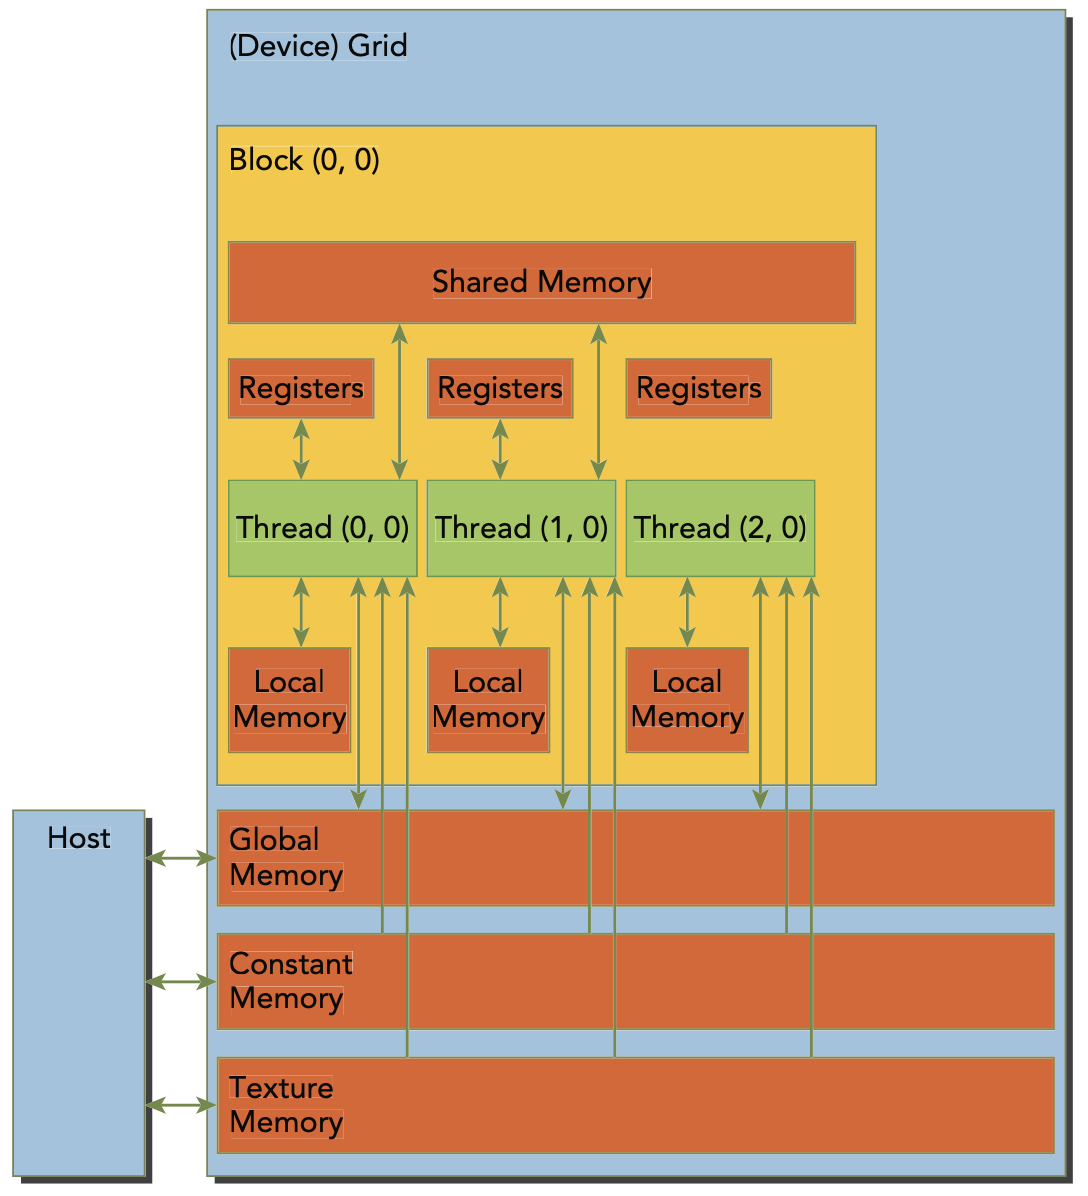 (Device) Grid
Block (0, 0)
Shared Memory
Registers
Registers
Registers
Thread (0, 0)
Thread (1, 0)
Thread (2, 0)
Local
Memory
Local
Memory
Local
Memory
Host
Global
Memory
Constant
Memory
Texture
Memory